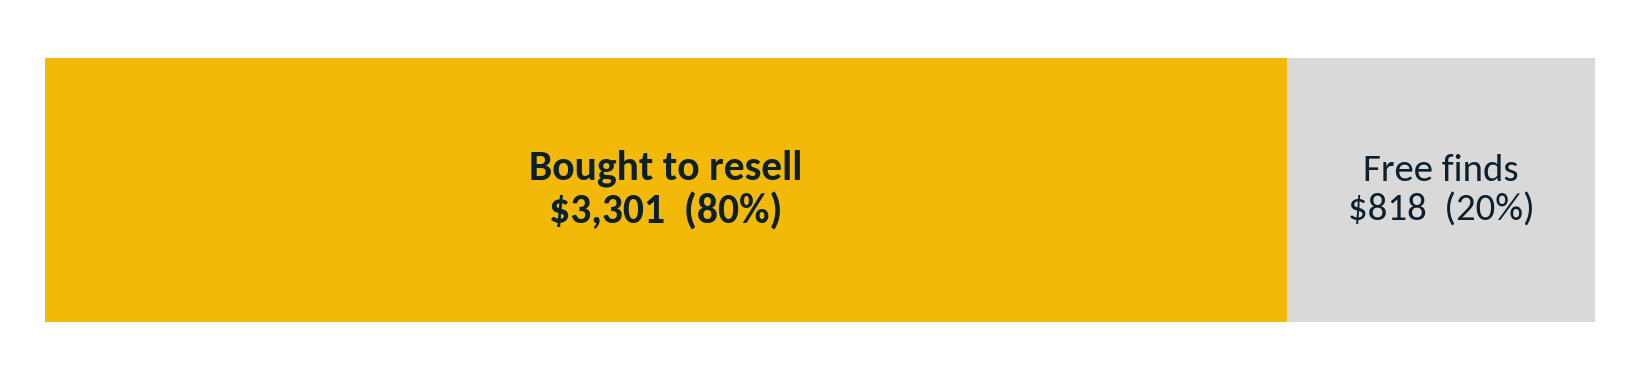 Bought to resell
$3,301 (80%)
Free finds
$818 (20%)